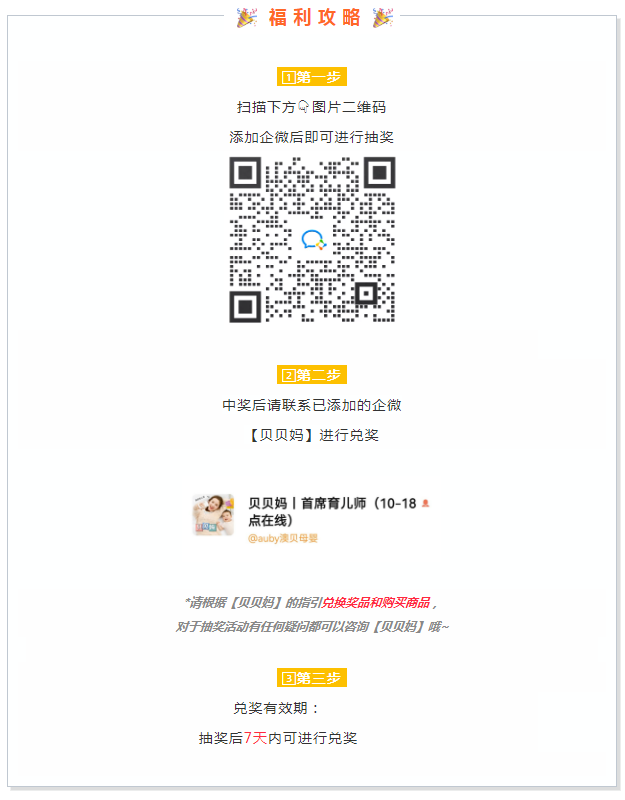 🎉 福利攻略 🎉
1️⃣第一步
扫描下方👇图片二维码
添加企微后即可进行抽奖
2️⃣第二步
中奖后请联系已添加的企微
【贝贝妈】进行兑奖
贝贝妈丨首席育儿师（10-18
点在线）
@auby澳贝母婴
*请根据【贝贝妈】的指引兑换奖品和购买商品，
对于抽奖活动有任何疑问都可以咨询【贝贝妈】哦~
3️⃣第三步
兑奖有效期：
抽奖后7天内可进行兑奖